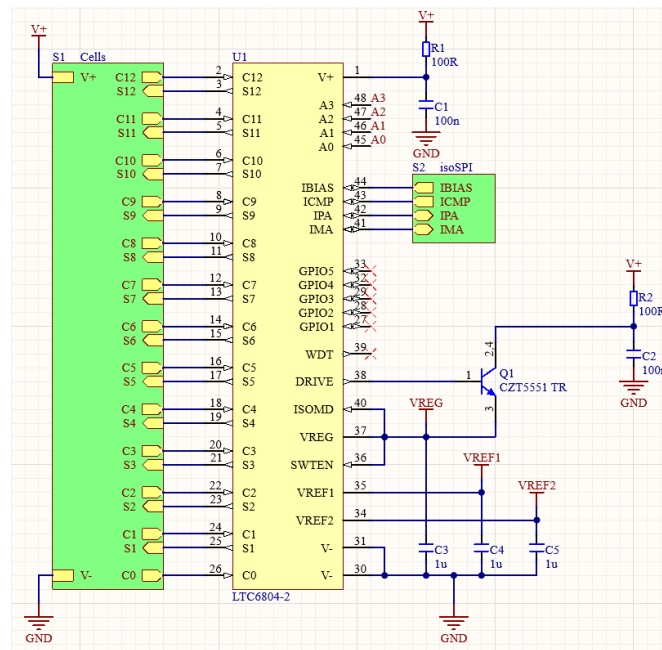 V+
S1 Cells
V+
C12
S12
C11
S11
C10
S10
C9
S9
C8
S8
C7
S7
C6
S6
C5
S5
C4
S4
C3
S3
C2
S2
C1
S1
V-
C0
GND
2
3
4
5
6
7
8
9
10
11
12
13
14
15
16
17
18
19
20
21
22
23
24
25
26
U1
C12
S12
C11
S11
C10
S10
C9
S9
C8
S8
C7
S7
C6
S6
C5
S5
C4
S4
C3
S3
C2
S2
C1
S1
C0
V+ 1
A3 48 A3
A2 47 A2
A1 46 A1
A0 45 A0
IBIAS 44
ICMP 43
IPA 42
IMA 41
GPIO5 33
GPIO4 32
GPIO3 29
GPIO2 28
GPIO1 27
WDT 39
DRIVE 38
ISOMD 40
VREG 37
SWTEN 36
VREF1 35
VREF2 34
V- 31
V- 30
LTC6804-2
V+
R1
100R
C1
100n
GND
S2 isoSPI
IBIAS
ICMP
IPA
IMA
V+
R2
100R
C2
100n
GND
2,4
1
Q1
CZT5551 TR
3
VREG
VREF1
VREF2
C3
1u
C4
1u
C5
1u
GND